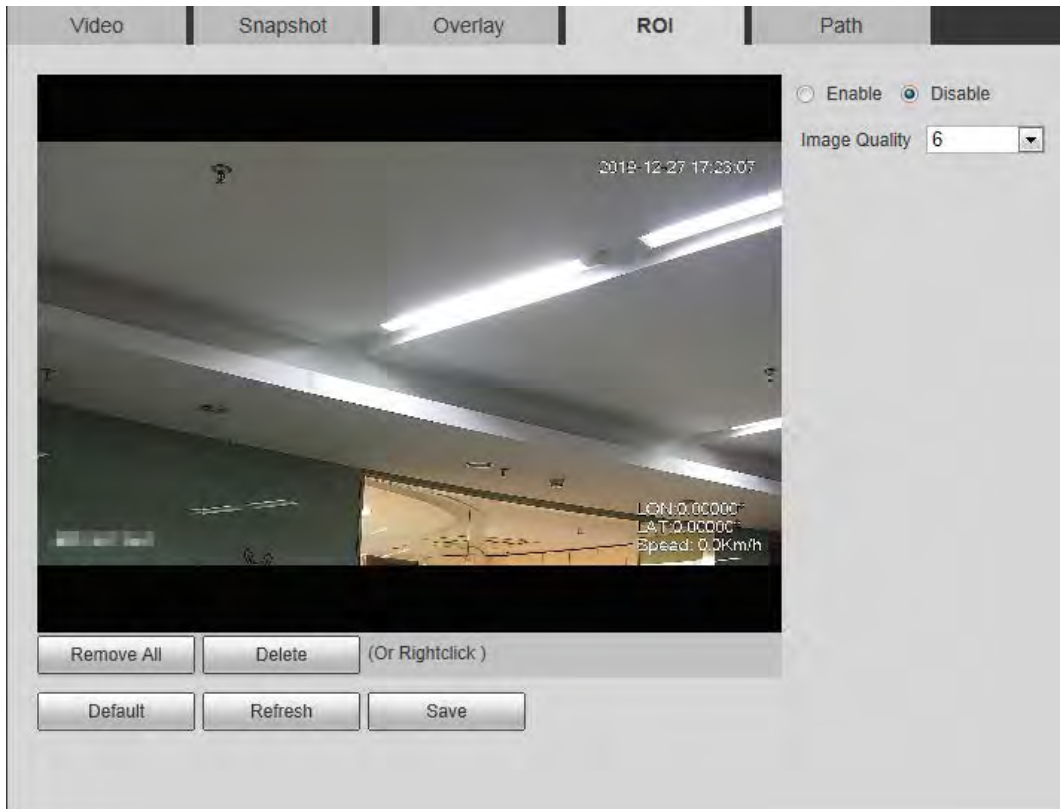 Video Snapshot Overlay ROI Path
Enable Disable
Image Quality 6
2019-12-27 17:23:07
LON:0.00000°
LAT:0.00000°
Speed: 0.0Km/h
Remove All Delete (Or Rightclick )
Default Refresh Save